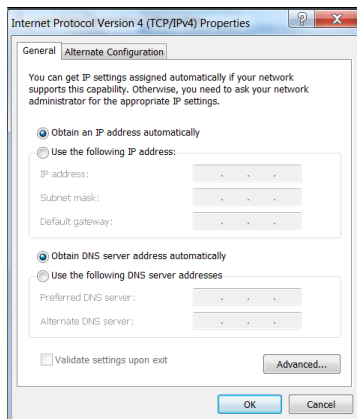 Internet Protocol Version 4 (TCP/IPv4) Properties
General
Alternate Configuration
You can get IP settings assigned automatically if your network
supports this capability. Otherwise, you need to ask your network
administrator for the appropriate IP settings.
Obtain an IP address automatically
Use the following IP address:
IP address:
Subnet mask:
Default gateway:
Obtain DNS server address automatically
Use the following DNS server addresses
Preferred DNS server:
Alternate DNS server:
Validate settings upon exit
Advanced...
OK
Cancel